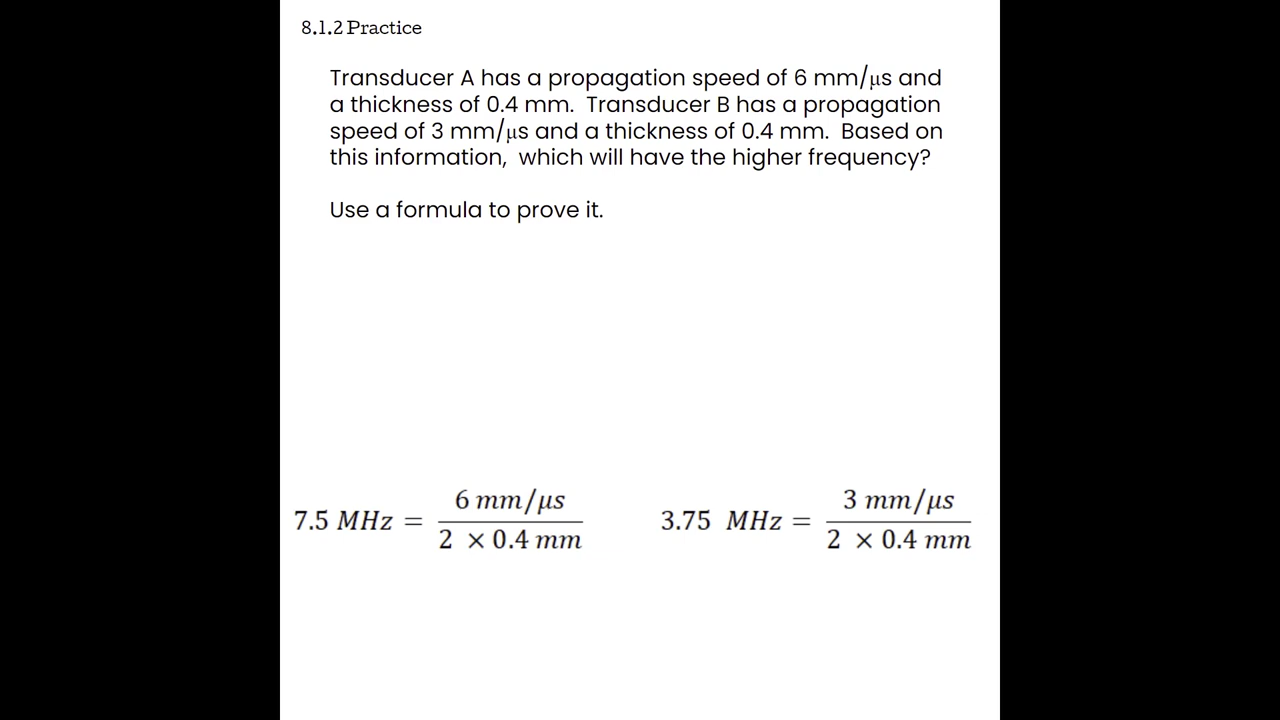 8.1.2 Practice
Transducer A has a propagation speed of 6 mm/µs and
a thickness of 0.4 mm.  Transducer B has a propagation
speed of 3 mm/µs and a thickness of 0.4 mm.  Based on
this information,  which will have the higher frequency?
Use a formula to prove it.
7.5 MHz = 6 mm/µs / 2 × 0.4 mm
3.75 MHz = 3 mm/µs / 2 × 0.4 mm